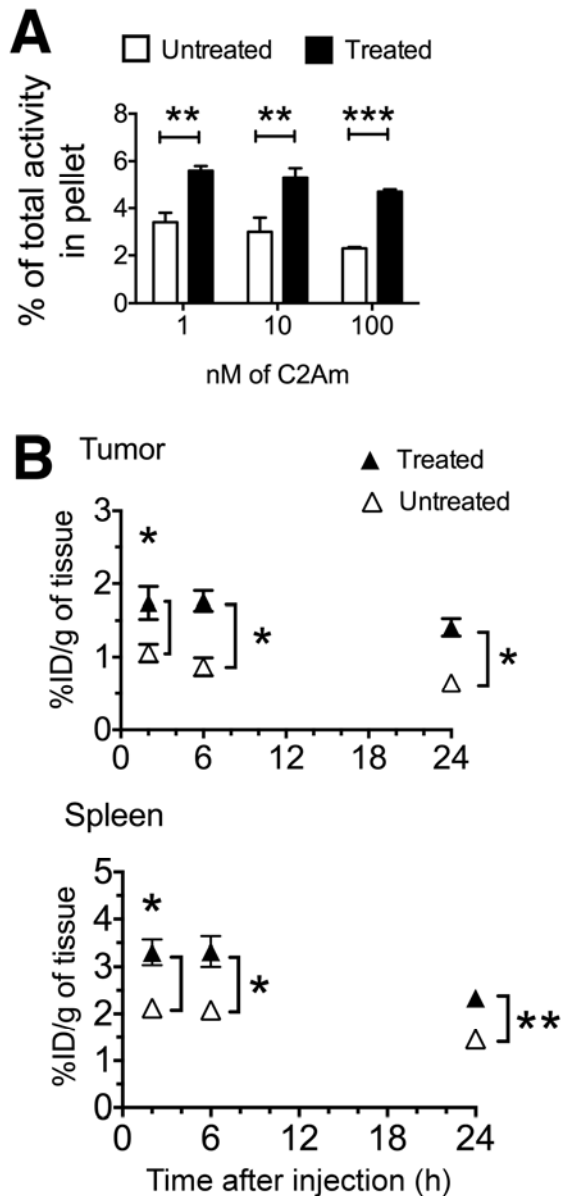 A
Untreated Treated
% of total activity
in pellet
8
6
4
2
0
** ** ***
1 10 100
nM of C2Am
B
Tumor
Treated
Untreated
%ID/g of tissue
3
2
1
0
*
*
*
0 6 12 18 24
Spleen
%ID/g of tissue
5
4
3
2
1
0
*
*
**
0 6 12 18 24
Time after injection (h)